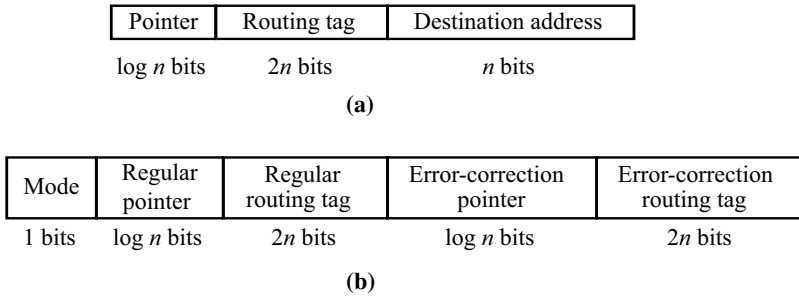 Pointer Routing tag Destination address
log n bits 2n bits n bits
(a)
Mode Regular pointer Regular routing tag Error-correction pointer Error-correction routing tag
1 bits log n bits 2n bits log n bits 2n bits
(b)